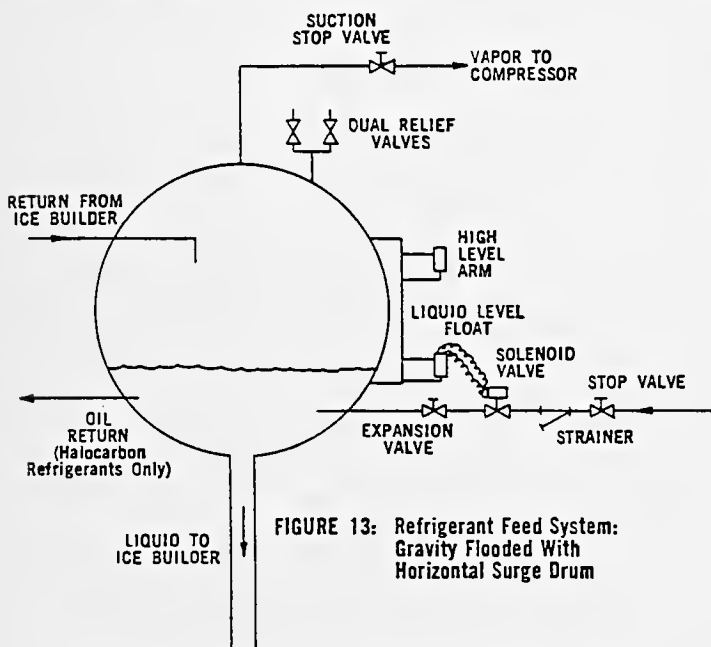 SUCTION
STOP VALVE
VAPOR TO
COMPRESSOR
DUAL RELIEF
VALVES
RETURN FROM
ICE BUILDER
HIGH
LEVEL
ARM
LIQUID LEVEL
FLOAT
SOLENOID
VALVE
STOP VALVE
OIL
RETURN
(Halocarbon
Refrigerants Only)
EXPANSION
VALVE
STRAINER
LIQUID TO
ICE BUILDER
FIGURE 13: Refrigerant Feed System:
Gravity Flooded With
Horizontal Surge Drum